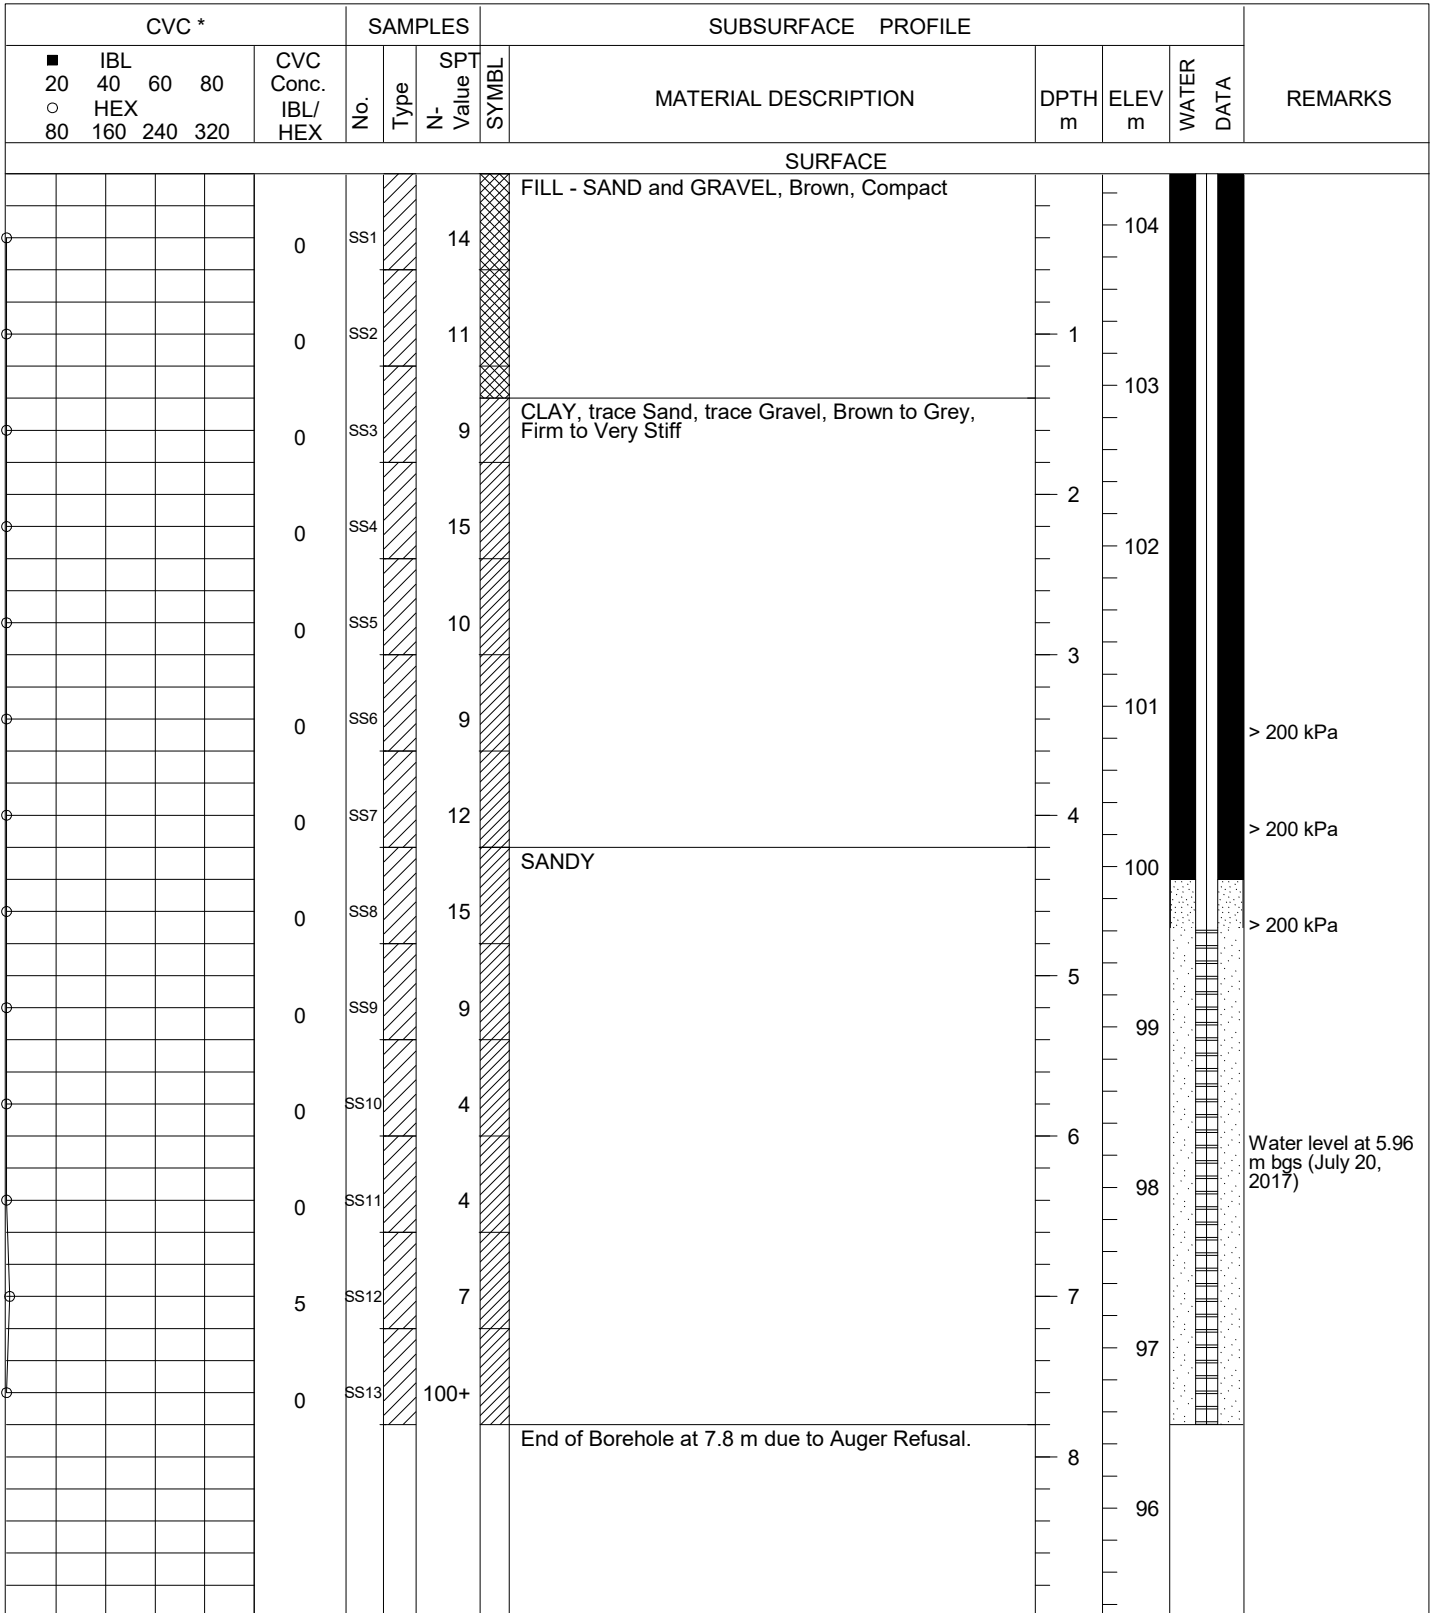 CVC *
SAMPLES
SUBSURFACE PROFILE
■ IBL
20 40 60 80
○ HEX
80 160 240 320
CVC
Conc.
IBL/
HEX
No.
Type
SPT
N-
Value
SYMBL
MATERIAL DESCRIPTION
DPTH
m
ELEV
m
WATER
DATA
REMARKS
SURFACE
FILL - SAND and GRAVEL, Brown, Compact
104
0 SS1 14
0 SS2 11
1
103
CLAY, trace Sand, trace Gravel, Brown to Grey,
Firm to Very Stiff
0 SS3 9
2
0 SS4 15
102
0 SS5 10
3
101
0 SS6 9
> 200 kPa
0 SS7 12
4
> 200 kPa
SANDY
100
0 SS8 15
> 200 kPa
5
0 SS9 9
99
0 SS10 4
6
Water level at 5.96
m bgs (July 20,
2017)
98
0 SS11 4
5 SS12 7
7
97
0 SS13 100+
End of Borehole at 7.8 m due to Auger Refusal.
8
96